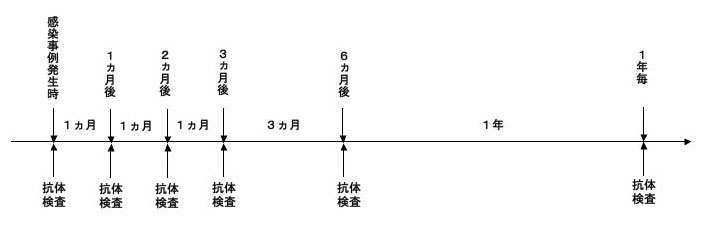 感染事例発生時
1ヵ月後
2ヵ月後
3ヵ月後
6ヵ月後
1年毎
1ヵ月
1ヵ月
1ヵ月
3ヵ月
1年
抗体
検査
抗体
検査
抗体
検査
抗体
検査
抗体
検査
抗体
検査